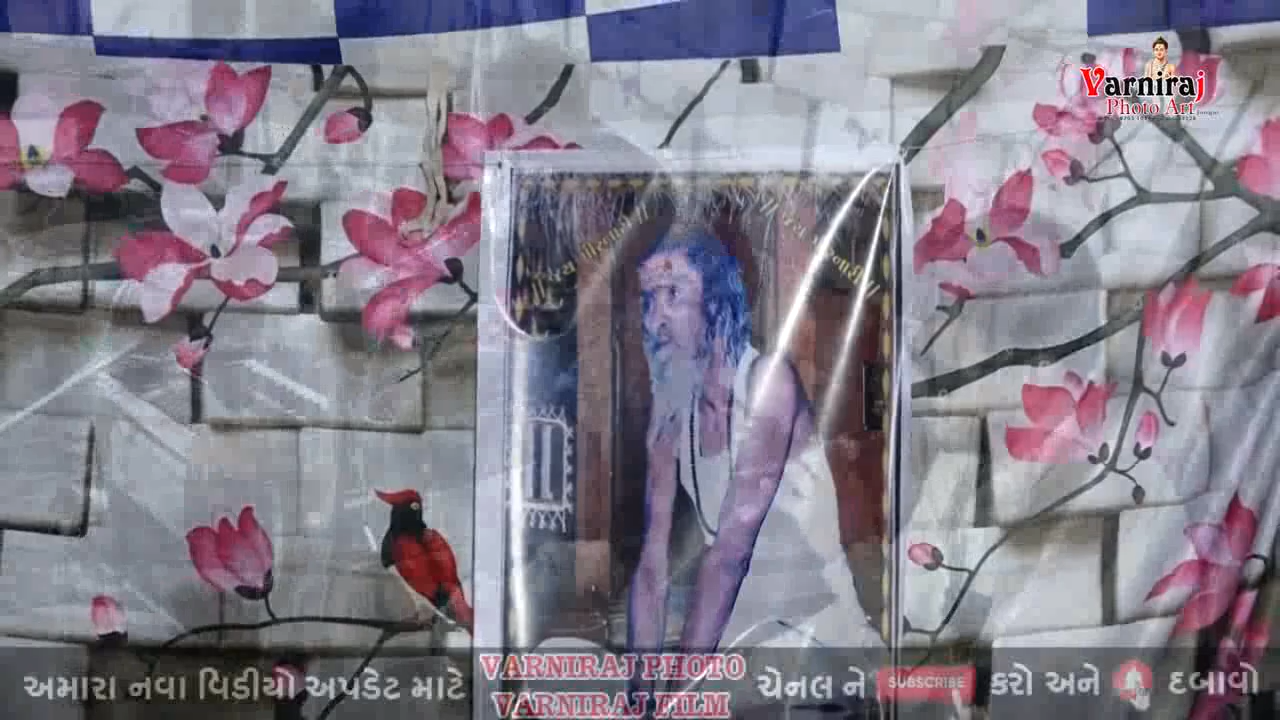 Varniraj
Photo Art
અમારા નવા વિડીયો અપડેટ માટે
VARNIRAJ PHOTO
VARNIRAJ FILM
ચેનલ ને SUBSCRIBE કરો અને દબાવો